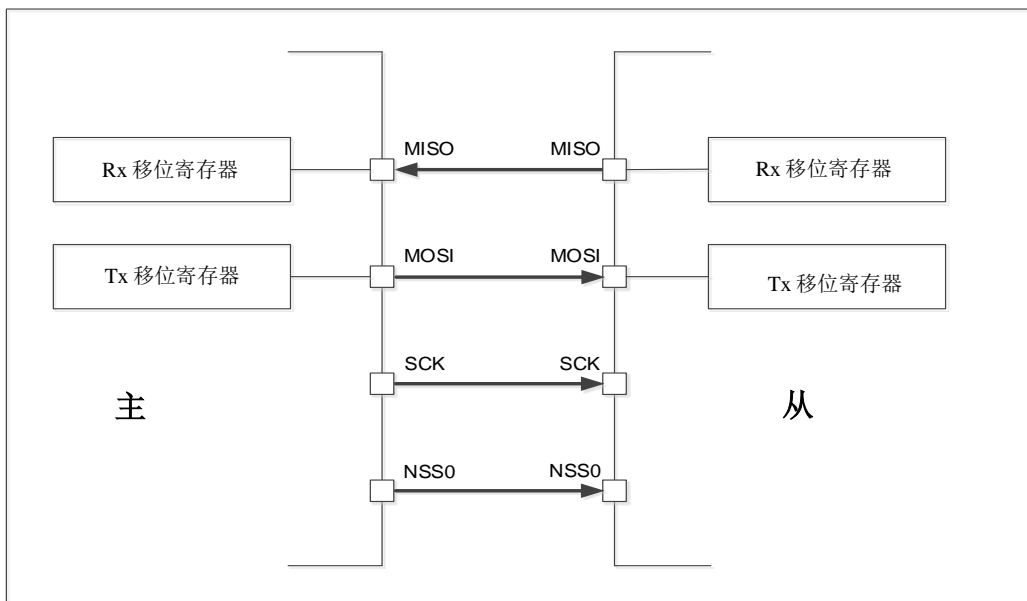 MISO MISO
Rx 移位寄存器
Rx 移位寄存器
MOSI MOSI
Tx 移位寄存器
Tx 移位寄存器
SCK SCK
主
从
NSS0 NSS0